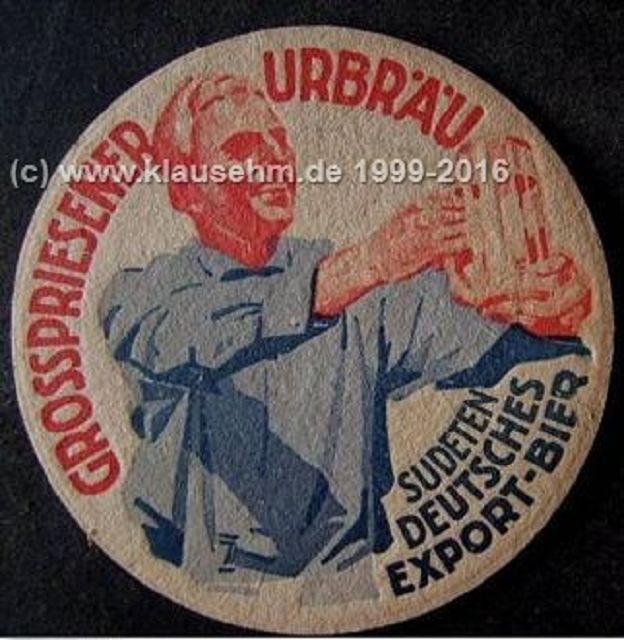 GROSSPRIESENER URBRÄU
(c) www.klausehm.de 1999-2016
SUDETEN
DEUTSCHES
EXPORT-BIER